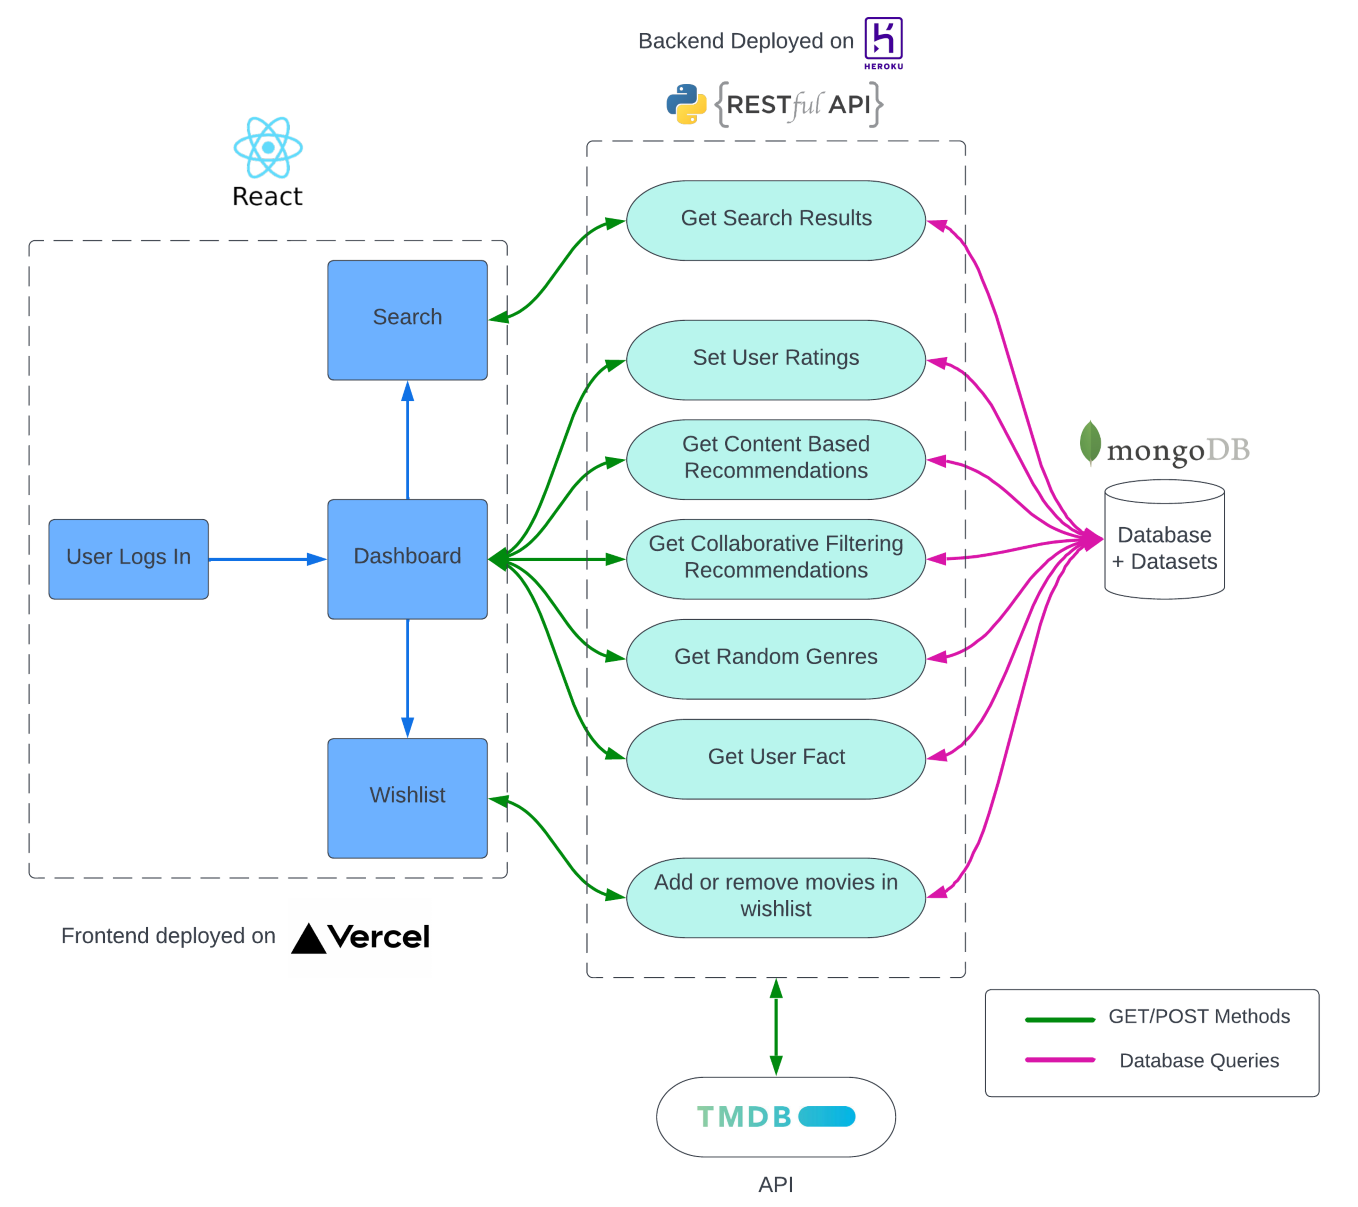 Backend Deployed on
HEROKU
{RESTful API}
React
Get Search Results
Search
Set User Ratings
Get Content Based
Recommendations
mongoDB
User Logs In
Dashboard
Get Collaborative Filtering
Recommendations
Database
+ Datasets
Get Random Genres
Get User Fact
Wishlist
Add or remove movies in
wishlist
Frontend deployed on
Vercel
GET/POST Methods
Database Queries
TMDB
API